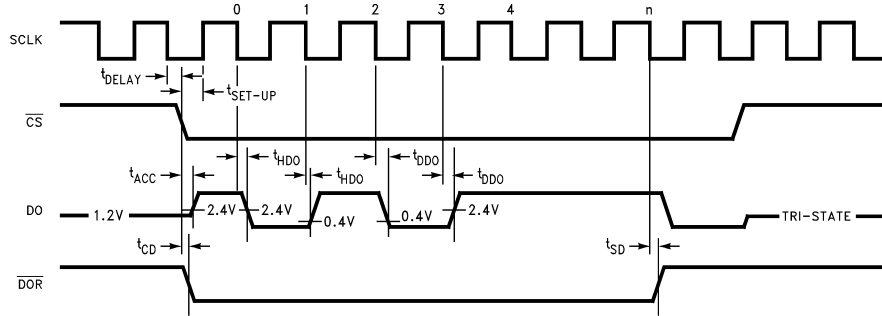 0 1 2 3 4 n
SCLK
tDELAY
tSET-UP
CS
tHDO tDDO
tACC tHDO tDDO
DO 1.2V 2.4V 2.4V 0.4V 0.4V 2.4V TRI-STATE
tCD tSD
DOR